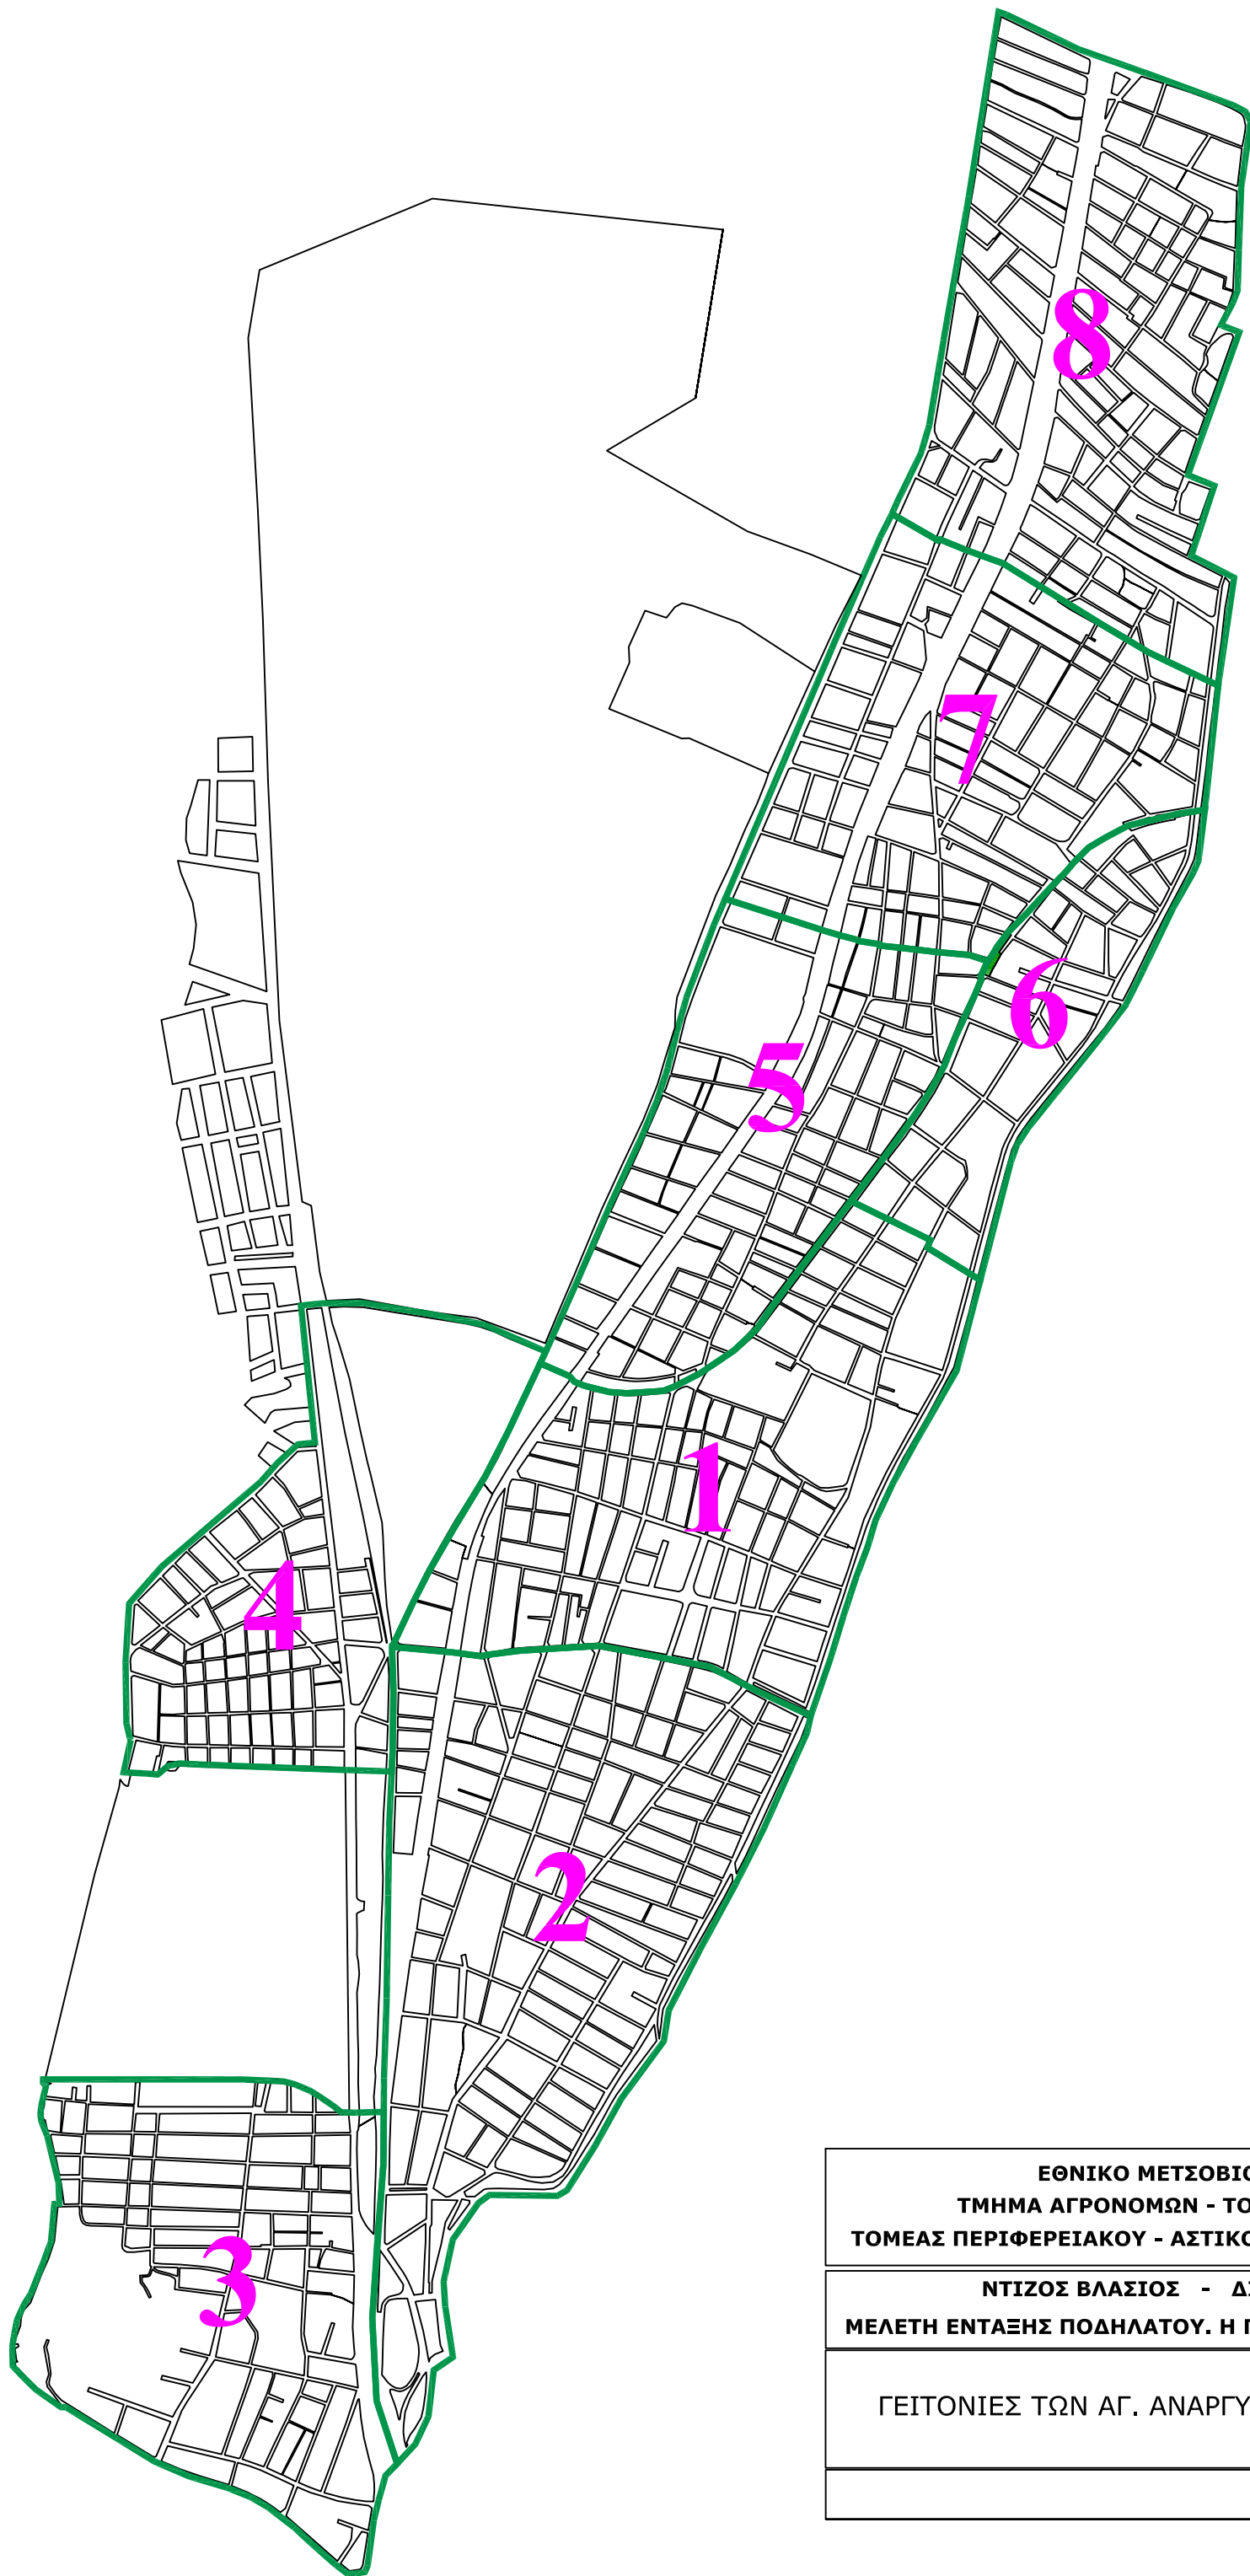 8
7
6
5
1
4
2
3
ΕΘΝΙΚΟ ΜΕΤΣΟΒΙΟ
ΤΜΗΜΑ ΑΓΡΟΝΟΜΩΝ - ΤΟ
ΤΟΜΕΑΣ ΠΕΡΙΦΕΡΕΙΑΚΟΥ - ΑΣΤΙΚΟ
ΝΤΙΖΟΣ ΒΛΑΣΙΟΣ - ΔΙ
ΜΕΛΕΤΗ ΕΝΤΑΞΗΣ ΠΟΔΗΛΑΤΟΥ. Η Π
ΓΕΙΤΟΝΙΕΣ ΤΩΝ ΑΓ. ΑΝΑΡΓΥ